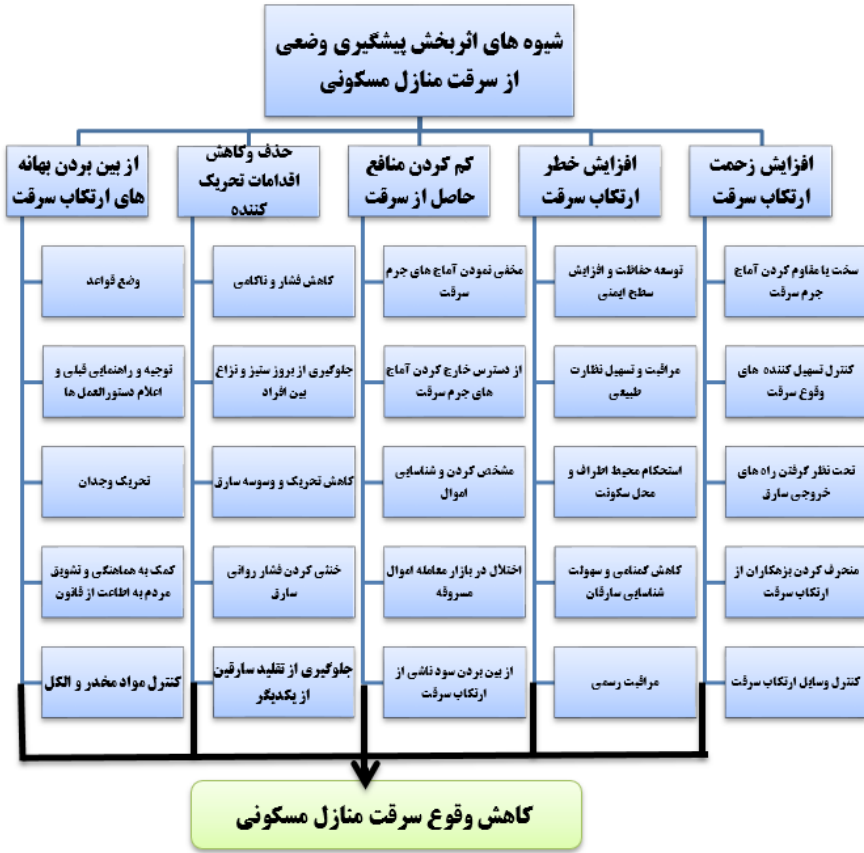 شیوه های اثربخش پیشگیری وضعی
از سرقت منازل مسکونی
افزایش زحمت
ارتکاب سرقت
سخت یا مقاوم کردن آماج
جرم سرقت
کنترل تسهیل کننده های
وقوع سرقت
تحت نظر گرفتن راه های
خروجی سارق
منحرف کردن بزهکاران از
ارتکاب سرقت
کنترل وسایل ارتکاب سرقت
افزایش خطر
ارتکاب سرقت
توسعه حفاظت و افزایش
سطح ایمنی
مراقبت و تسهیل نظارت
طبیعی
استحکام محیط اطراف و
محل سکونت
کاهش گمنامی و سهولت
شناسایی سارقان
مراقبت رسمی
کم کردن منافع
حاصل از سرقت
مخفی نمودن آماج های جرم
سرقت
از دسترس خارج کردن آماج
های جرم سرقت
مشخص کردن و شناسایی
اموال
اختلال در بازار معامله اموال
مسروقه
از بین بردن سود ناشی از
ارتکاب سرقت
حذف وکاهش
اقدامات تحریک
کننده
کاهش فشار و ناکامی
جلوگیری از بروز ستیز و نزاع
بین افراد
کاهش تحریک و وسوسه سارق
خنثی کردن فشار روانی
سارق
جلوگیری از تقلید سارقین
از یکدیگر
از بین بردن بهانه
های ارتکاب سرقت
وضع قواعد
توجیه و راهنمایی قبلی و
اعلام دستورالعمل ها
تحریک وجدان
کمک به هماهنگی و تشویق
مردم به اطاعت از قانون
کنترل مواد مخدر و الکل
کاهش وقوع سرقت منازل مسکونی